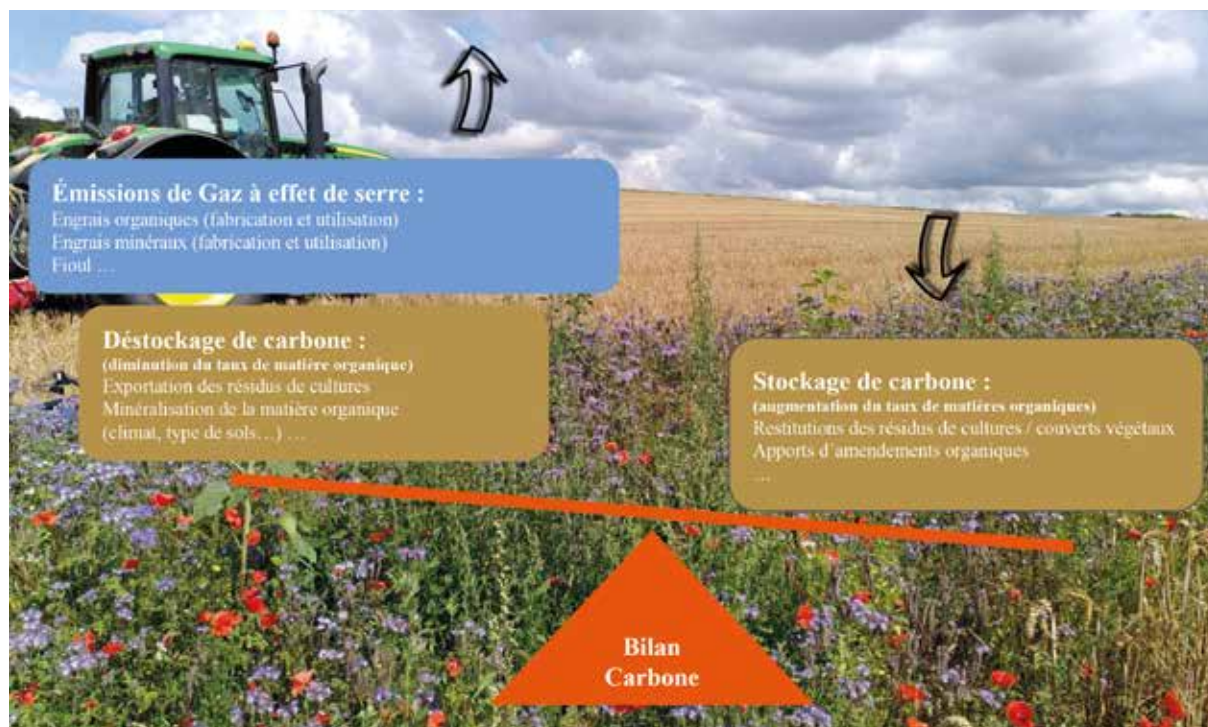 Émissions de Gaz à effet de serre :
Engrais organiques (fabrication et utilisation)
Engrais minéraux (fabrication et utilisation)
Fioul …
Déstockage de carbone :
(diminution du taux de matière organique)
Exportation des résidus de cultures
Minéralisation de la matière organique
(climat, type de sols…) …
Stockage de carbone :
(augmentation du taux de matières organiques)
Restitutions des résidus de cultures / couverts végétaux
Apports d'amendements organiques
…
Bilan
Carbone